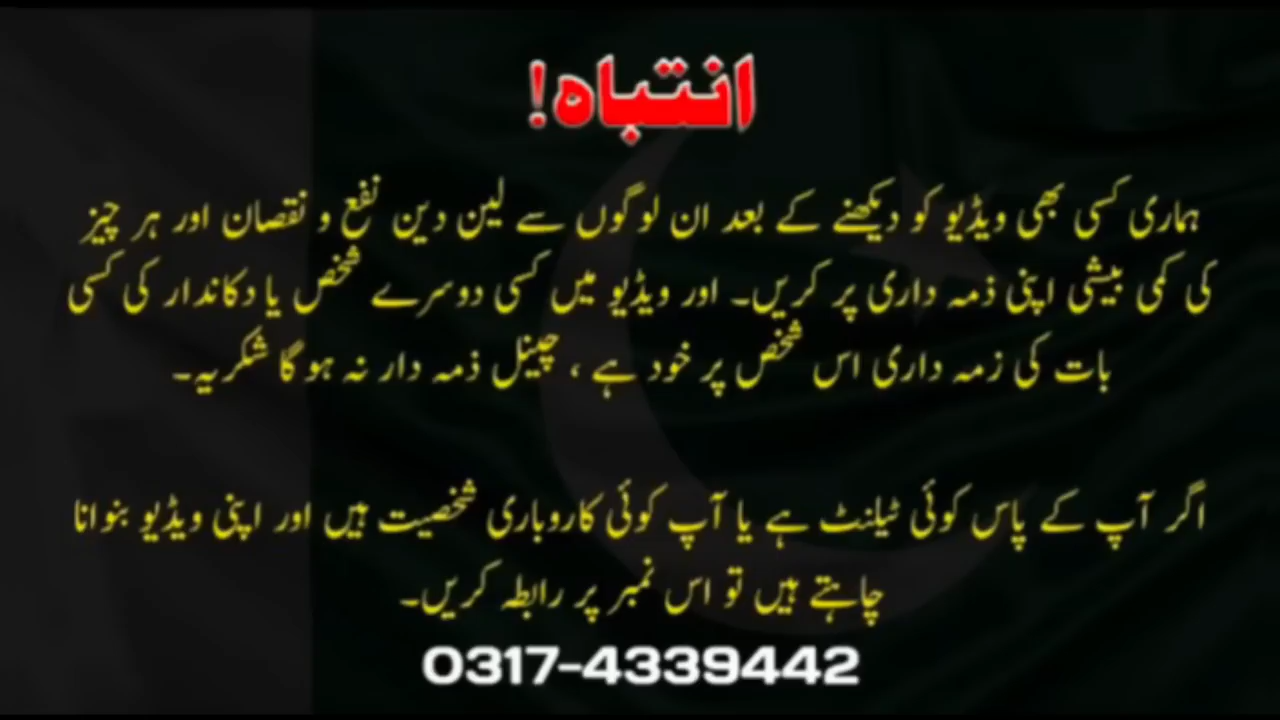 انتباہ!
ہماری کسی بھی ویڈیو کو دیکھنے کے بعد ان لوگوں سے لین دین نفع و نقصان اور ہر چیز
کی کمی بیشی اپنی ذمہ داری پر کریں۔ اور ویڈیو میں کسی دوسرے شخص یا دکاندار کی کسی
بات کی زمہ داری اس شخص پر خود ہے ، چینل ذمہ دار نہ ہو گا شکریہ۔
اگر آپ کے پاس کوئی ٹیلنٹ ہے یا آپ کوئی کاروباری شخصیت ہیں اور اپنی ویڈیو بنوانا
چاہتے ہیں تو اس نمبر پر رابطہ کریں۔
0317-4339442